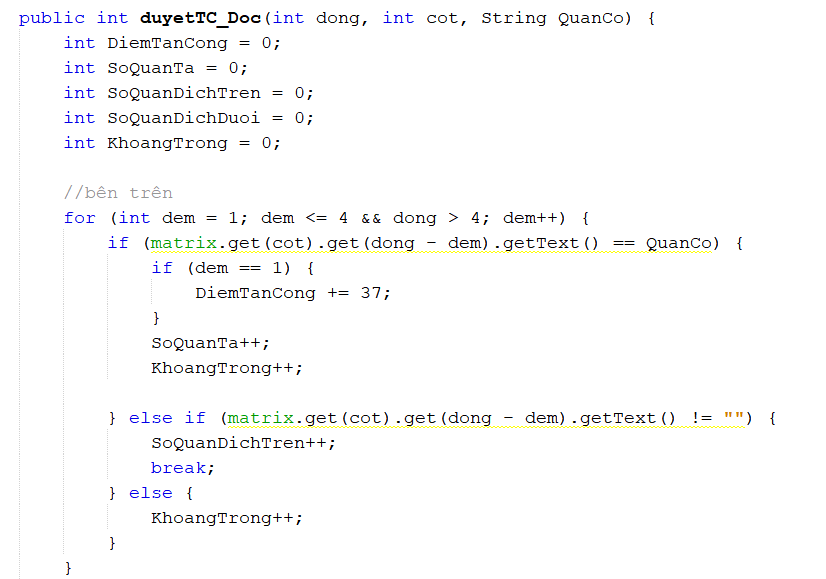 public int duyetTC_Doc(int dong, int cot, String QuanCo) {
    int DiemTanCong = 0;
    int SoQuanTa = 0;
    int SoQuanDichTren = 0;
    int SoQuanDichDuoi = 0;
    int KhoangTrong = 0;

    //bên trên
    for (int dem = 1; dem <= 4 && dong > 4; dem++) {
        if (matrix.get(cot).get(dong - dem).getText() == QuanCo) {
            if (dem == 1) {
                DiemTanCong += 37;
            }
            SoQuanTa++;
            KhoangTrong++;

        } else if (matrix.get(cot).get(dong - dem).getText() != "") {
            SoQuanDichTren++;
            break;
        } else {
            KhoangTrong++;
        }
    }